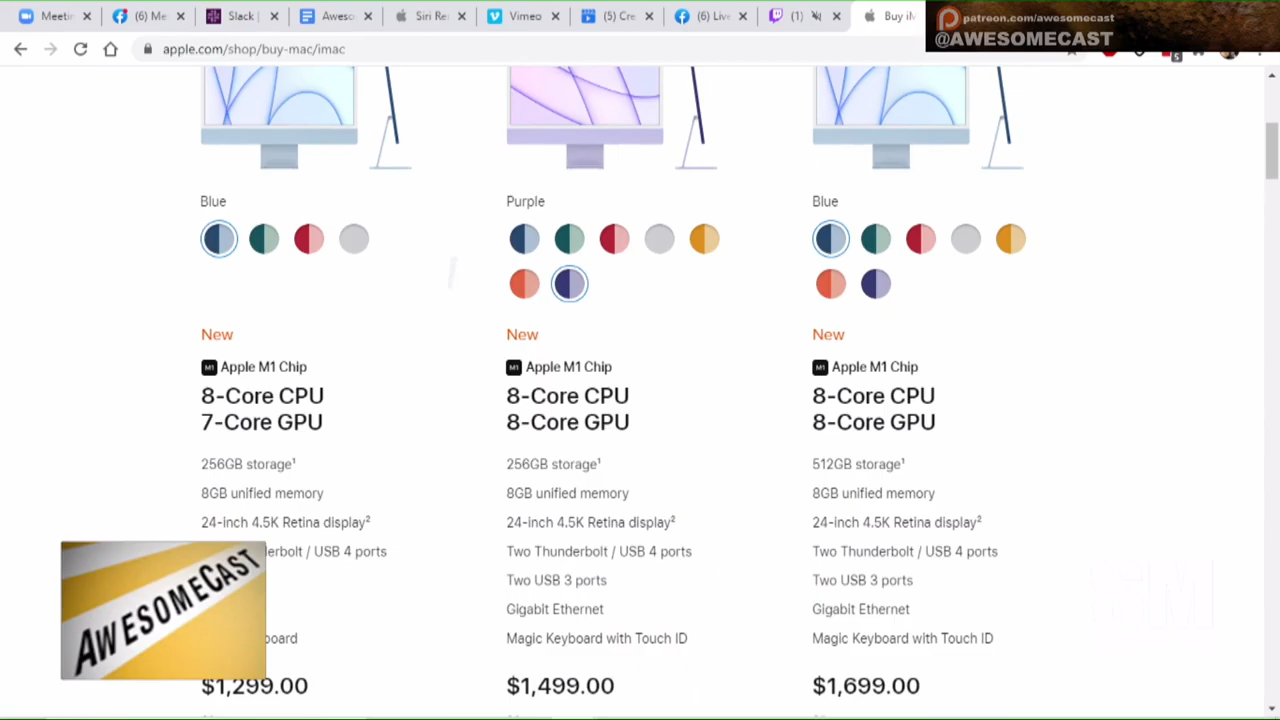 Meetin
(6) Me
Slack |
Aweso
Siri Re
Vimeo
(5) Cre
(6) Live
(1)
Buy iM
patreon.com/awesomecast
@AWESOMECAST
apple.com/shop/buy-mac/imac
5
Blue
Purple
Blue
New
New
New
M1 Apple M1 Chip
M1 Apple M1 Chip
M1 Apple M1 Chip
8-Core CPU
7-Core GPU
8-Core CPU
8-Core GPU
8-Core CPU
8-Core GPU
256GB storage¹
256GB storage¹
512GB storage¹
8GB unified memory
8GB unified memory
8GB unified memory
24-inch 4.5K Retina display²
24-inch 4.5K Retina display²
24-inch 4.5K Retina display²
derbolt / USB 4 ports
Two Thunderbolt / USB 4 ports
Two Thunderbolt / USB 4 ports
Two USB 3 ports
Two USB 3 ports
Gigabit Ethernet
Gigabit Ethernet
board
Magic Keyboard with Touch ID
Magic Keyboard with Touch ID
AWESOMECAST
$1,299.00
$1,499.00
$1,699.00